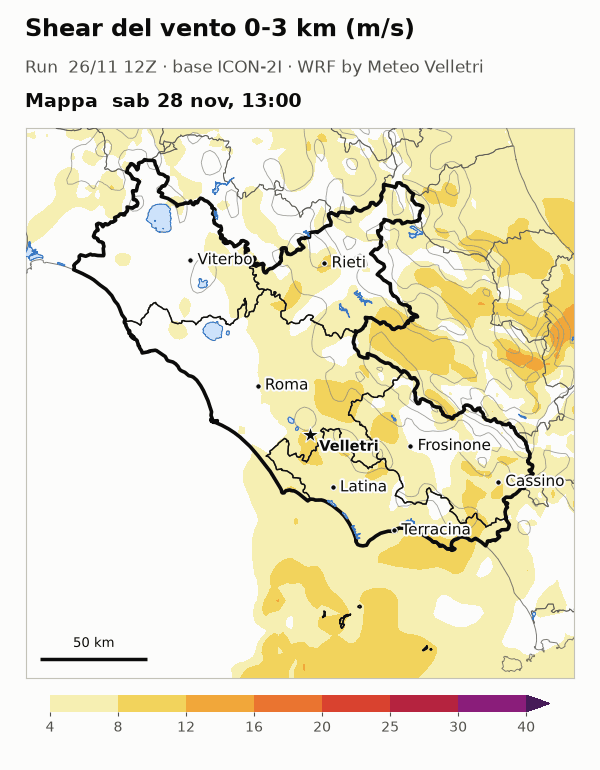 Shear del vento 0-3 km (m/s)
Run  26/11 12Z · base ICON-2I · WRF by Meteo Velletri
Mappa  sab 28 nov, 13:00
Viterbo
Rieti
Roma
Velletri
Frosinone
Latina
Cassino
Terracina
50 km
4 8 12 16 20 25 30 40